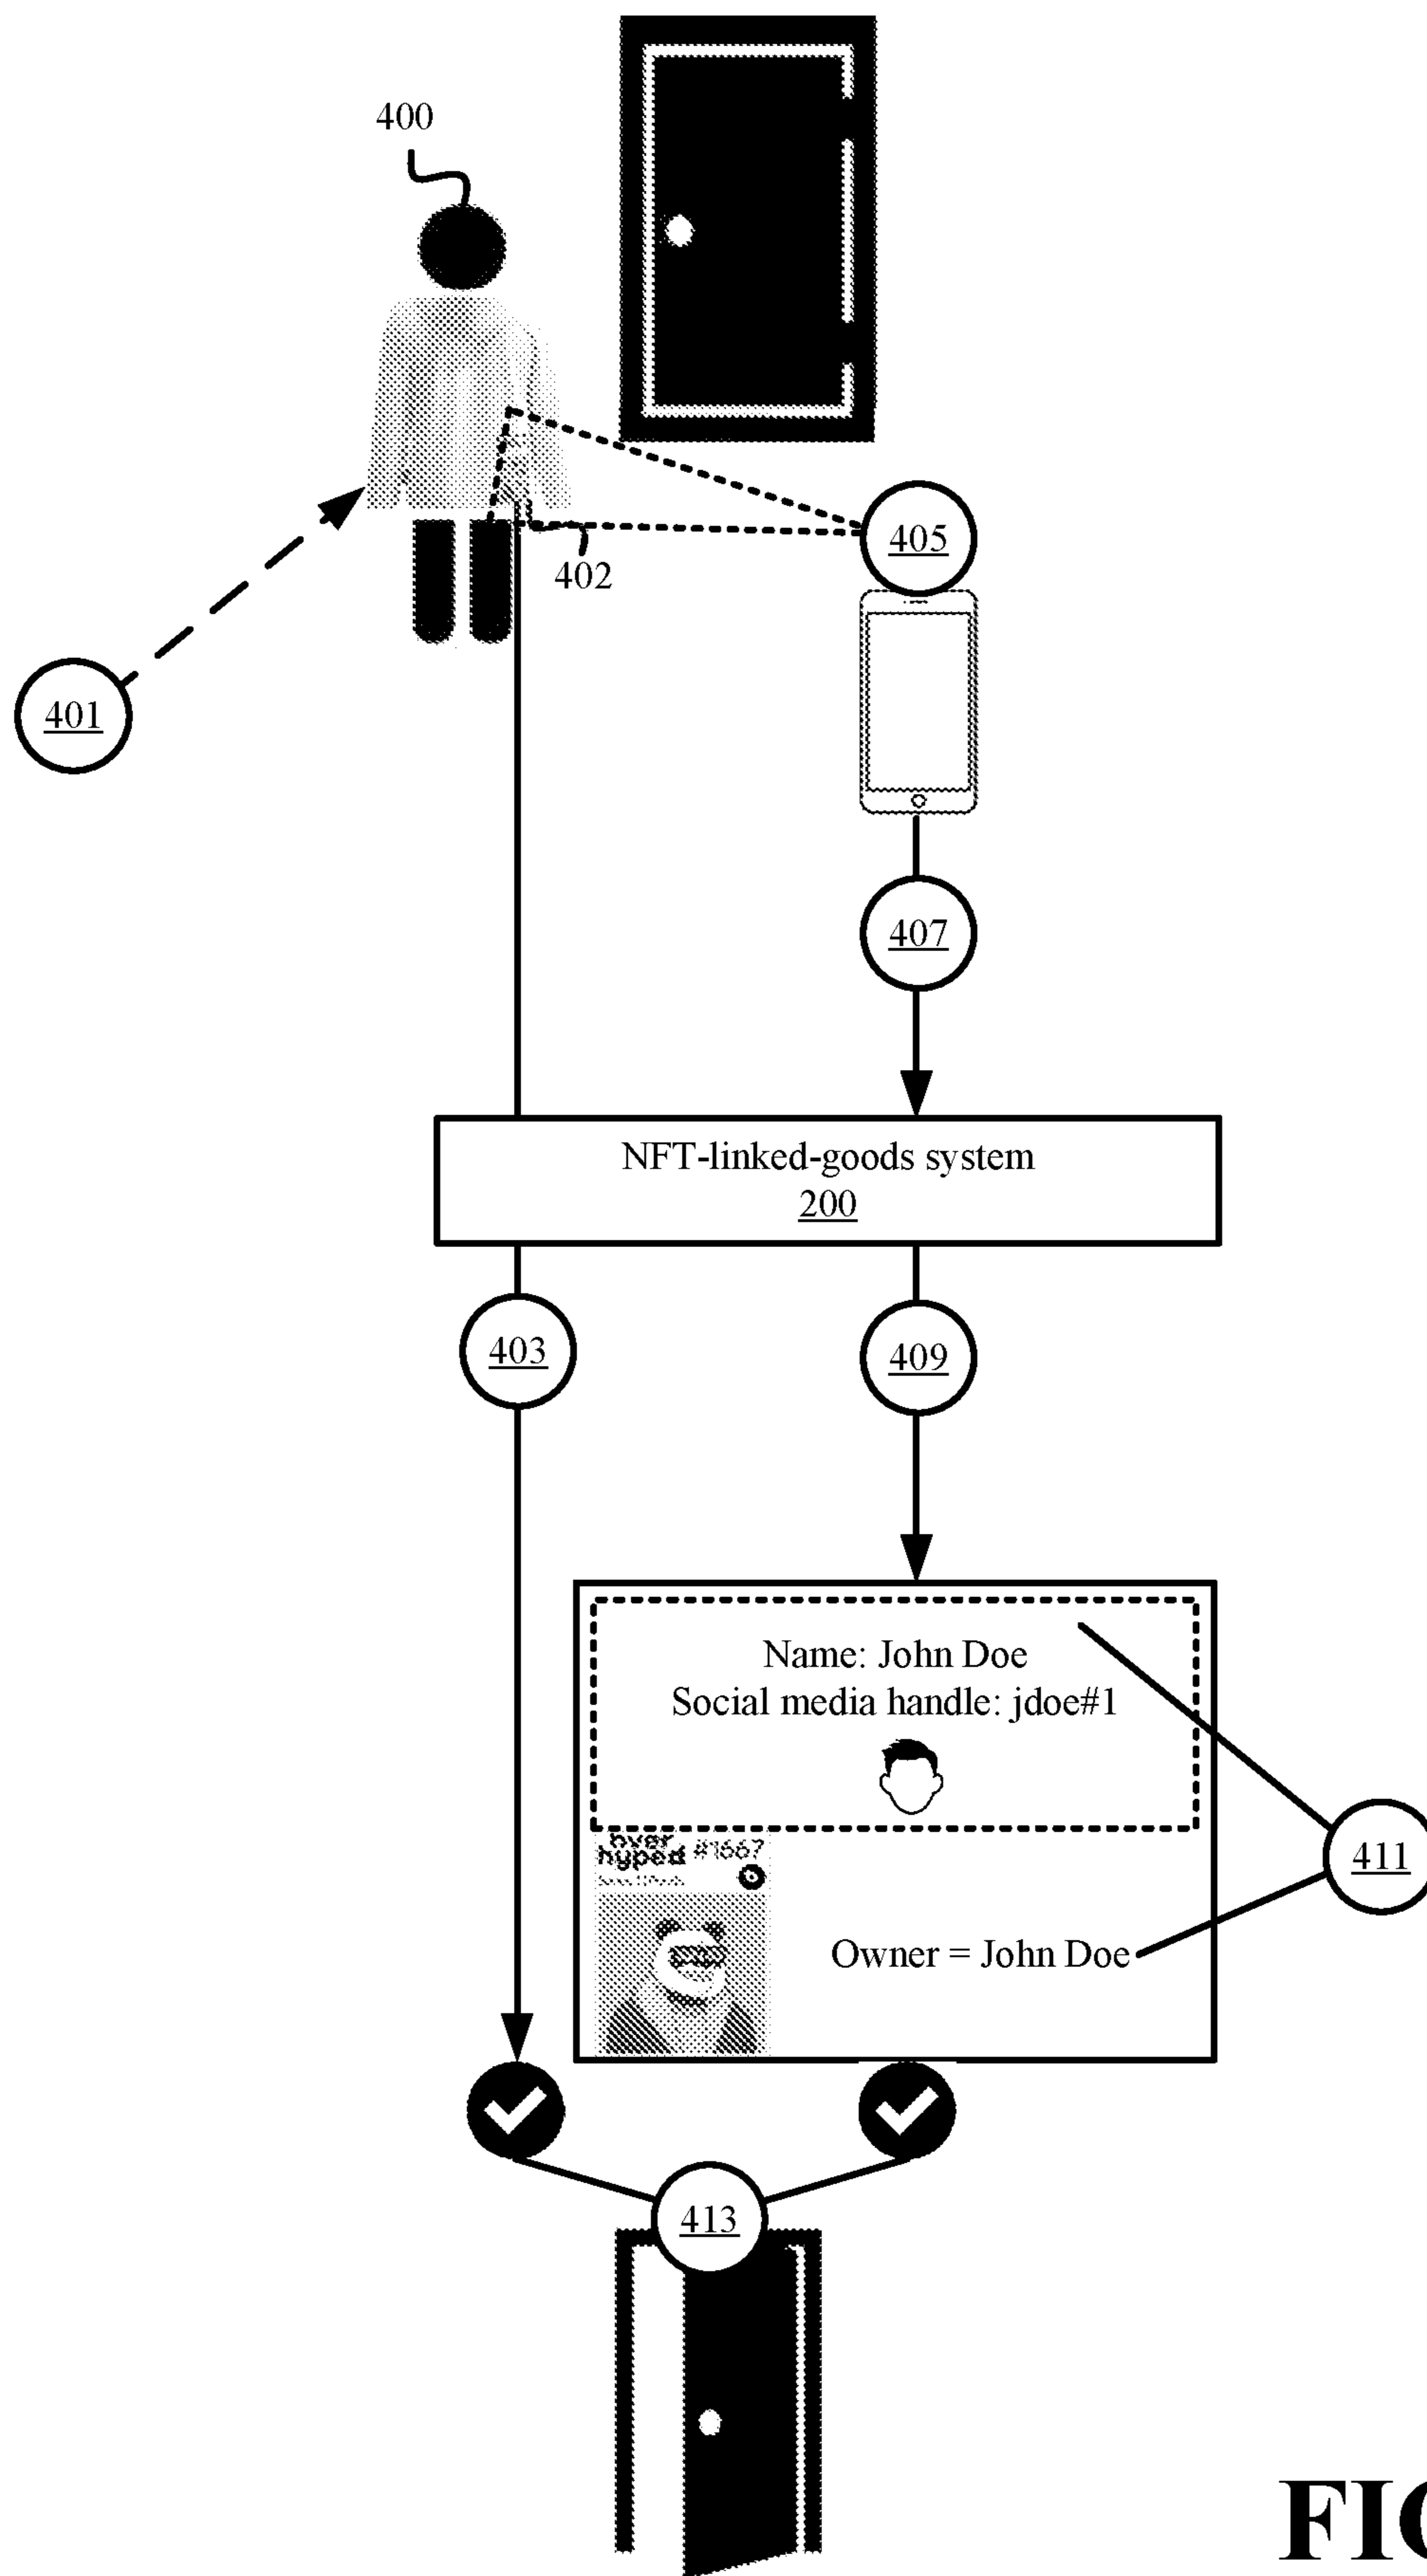 400
402
405
401
407
NFT-linked-goods system
200
403
409
Name: John Doe
Social media handle: jdoe#1
hyped #1667
411
Owner = John Doe
413
FIG